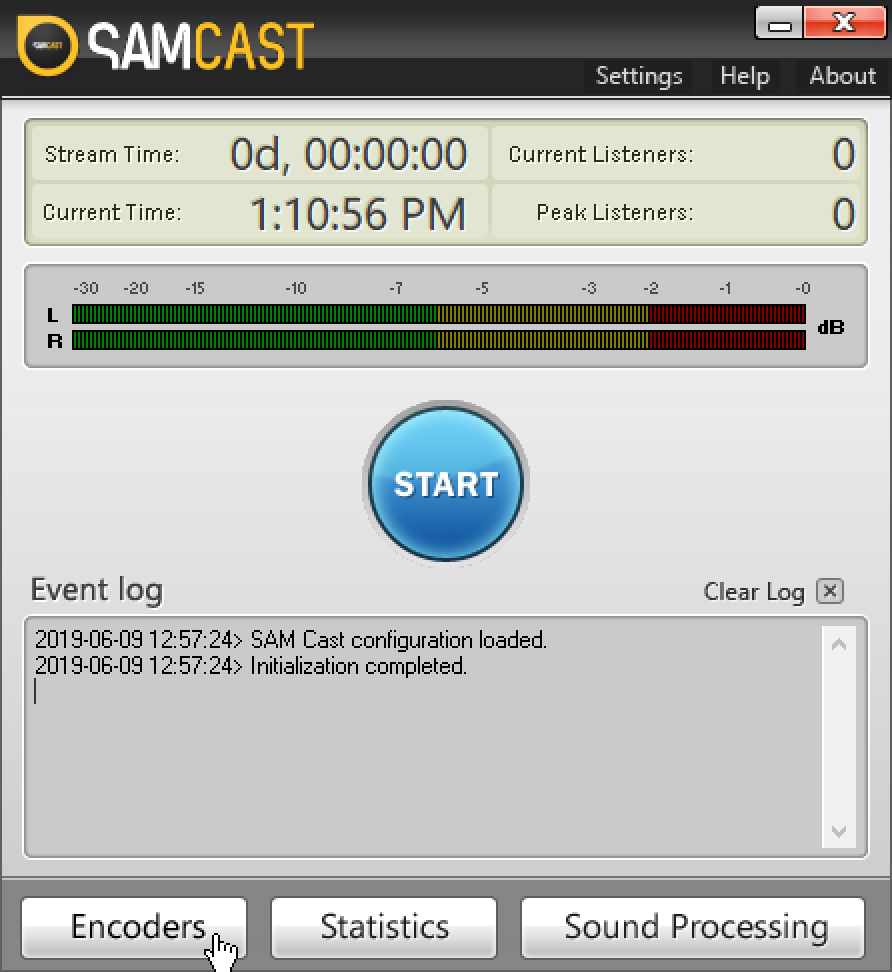 SAMCAST
Settings Help About
Stream Time: 0d, 00:00:00 Current Listeners: 0
Current Time: 1:10:56 PM Peak Listeners: 0
-30 -20 -15 -10 -7 -5 -3 -2 -1 -0
L
R
dB
START
Event log Clear Log
2019-06-09 12:57:24> SAM Cast configuration loaded.
2019-06-09 12:57:24> Initialization completed.
Encoders Statistics Sound Processing